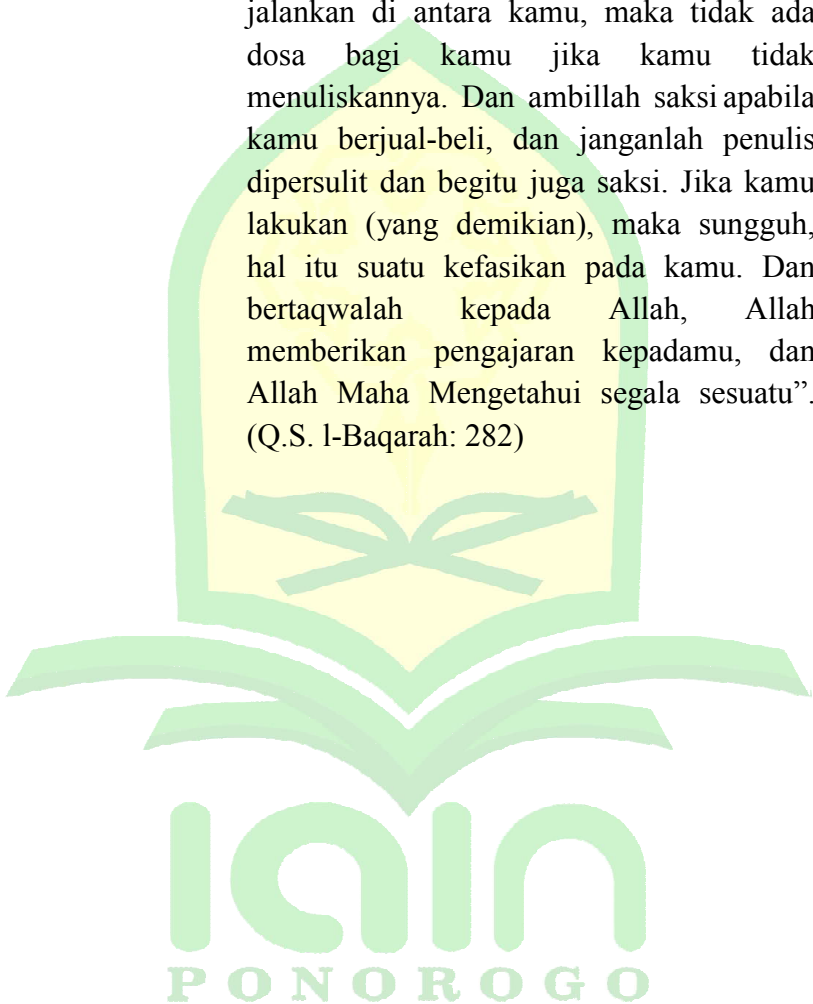 jalankan di antara kamu, maka tidak ada
dosa bagi kamu jika kamu tidak
menuliskannya. Dan ambillah saksi apabila
kamu berjual-beli, dan janganlah penulis
dipersulit dan begitu juga saksi. Jika kamu
lakukan (yang demikian), maka sungguh,
hal itu suatu kefasikan pada kamu. Dan
bertaqwalah kepada Allah, Allah
memberikan pengajaran kepadamu, dan
Allah Maha Mengetahui segala sesuatu”.
(Q.S. l-Baqarah: 282)
iain
PONOROGO